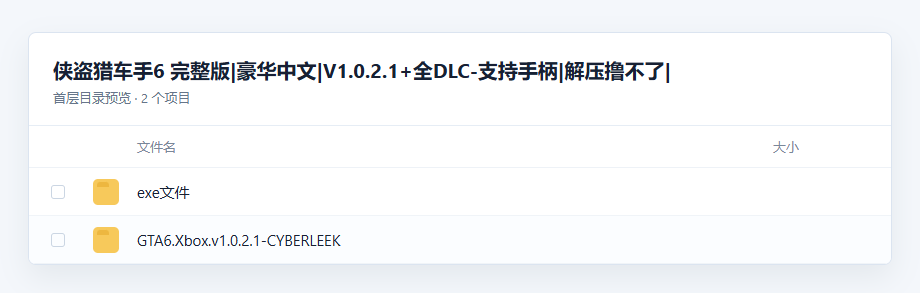 侠盗猎车手6 完整版|豪华中文|V1.0.2.1+全DLC-支持手柄|解压撸不了|
首层目录预览 · 2 个项目
文件名 大小
exe文件
GTA6.Xbox.v1.0.2.1-CYBERLEEK